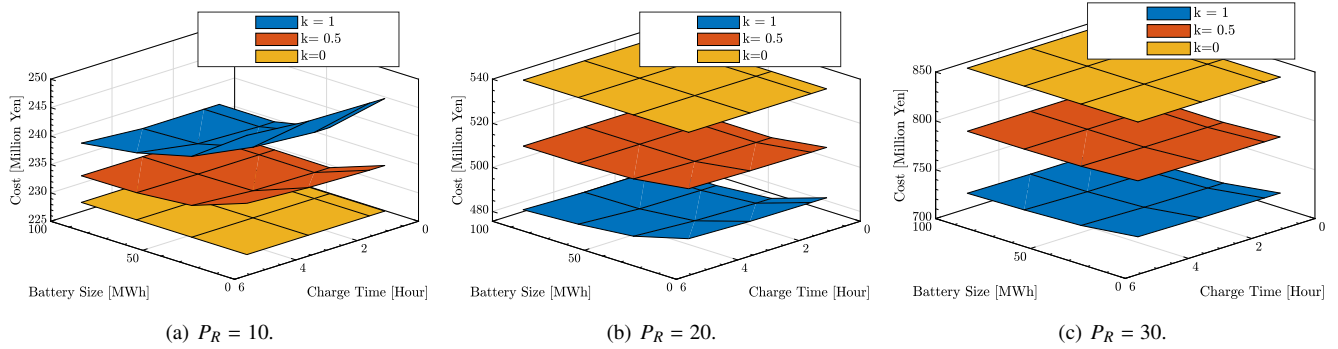 k = 1
k= 0.5
k=0
250
245
240
235
230
225
Cost [Million Yen]
100
50
0
6
4
2
0
Battery Size [MWh]
Charge Time [Hour]
(a) P_R = 10.
k = 1
k= 0.5
k=0
540
520
500
480
Cost [Million Yen]
100
50
0
6
4
2
0
Battery Size [MWh]
Charge Time [Hour]
(b) P_R = 20.
k = 1
k= 0.5
k=0
850
800
750
700
Cost [Million Yen]
100
50
0
6
4
2
0
Battery Size [MWh]
Charge Time [Hour]
(c) P_R = 30.